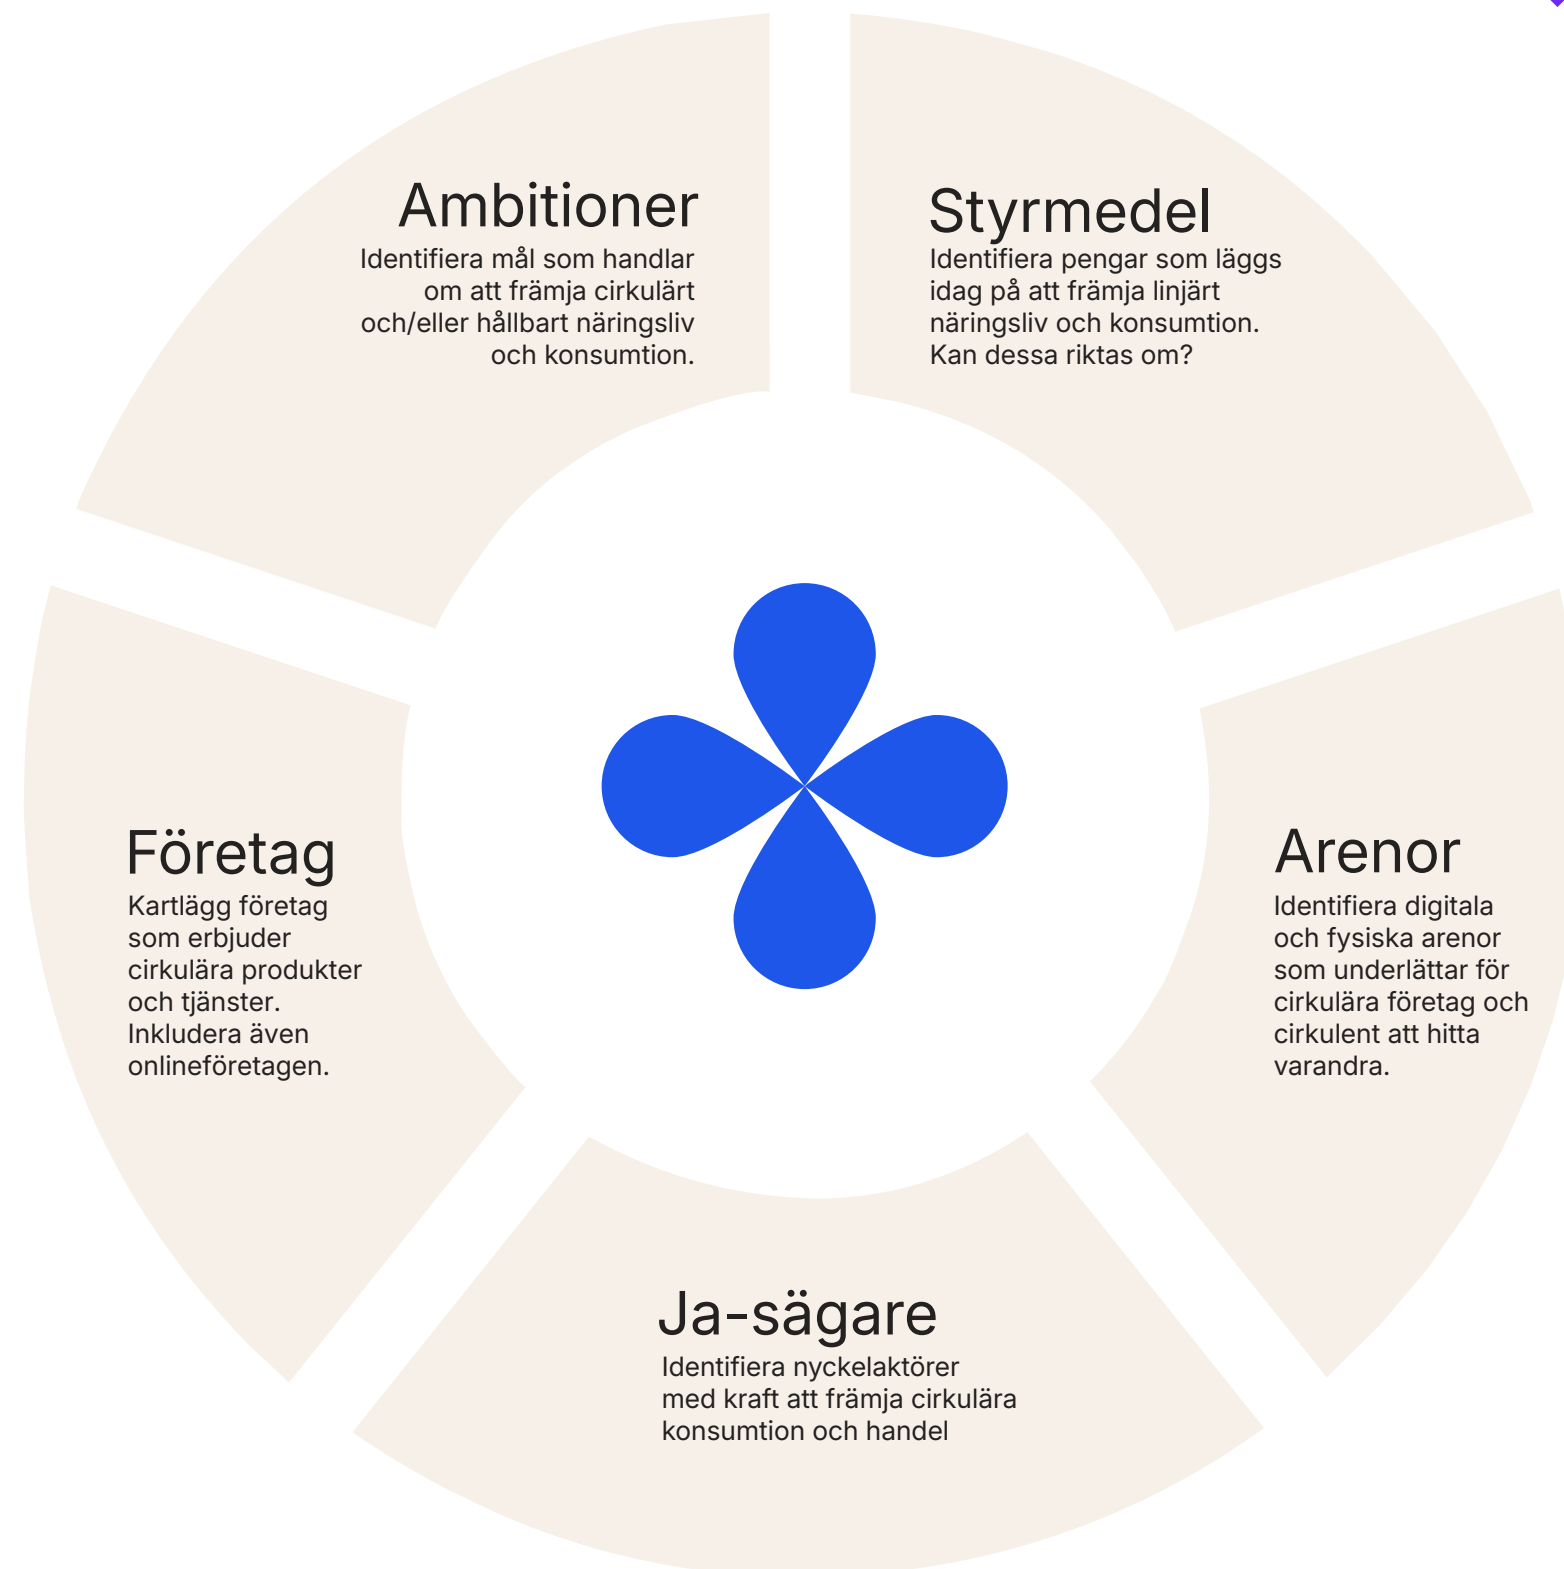 Ambitioner
Identifiera mål som handlar
om att främja cirkulärt
och/eller hållbart näringsliv
och konsumtion.
Styrmedel
Identifiera pengar som läggs
idag på att främja linjärt
näringsliv och konsumtion.
Kan dessa riktas om?
Företag
Kartlägg företag
som erbjuder
cirkulära produkter
och tjänster.
Inkludera även
onlineföretagen.
Arenor
Identifiera digitala
och fysiska arenor
som underlättar för
cirkulära företag och
cirkulent att hitta
varandra.
Ja-sägare
Identifiera nyckelaktörer
med kraft att främja cirkulära
konsumtion och handel